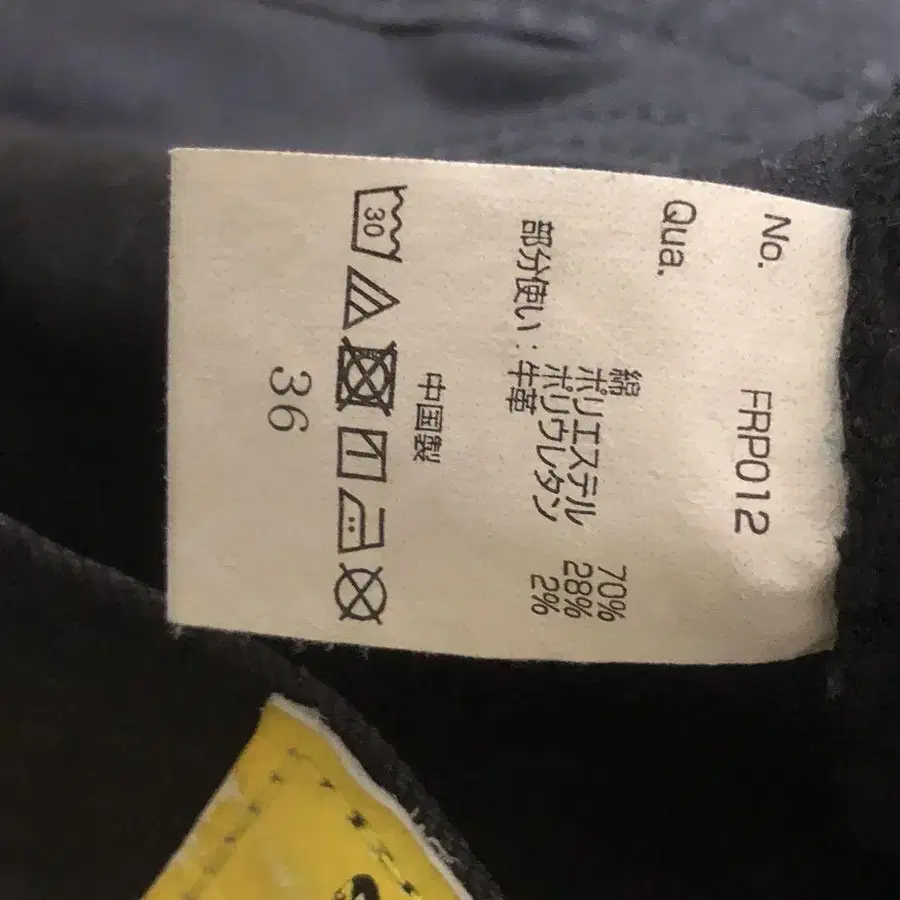 No. FRP012
Qua.
綿 70%
ポリエステル 28%
ポリウレタン 2%
部分使い：牛革
中国製
30
36